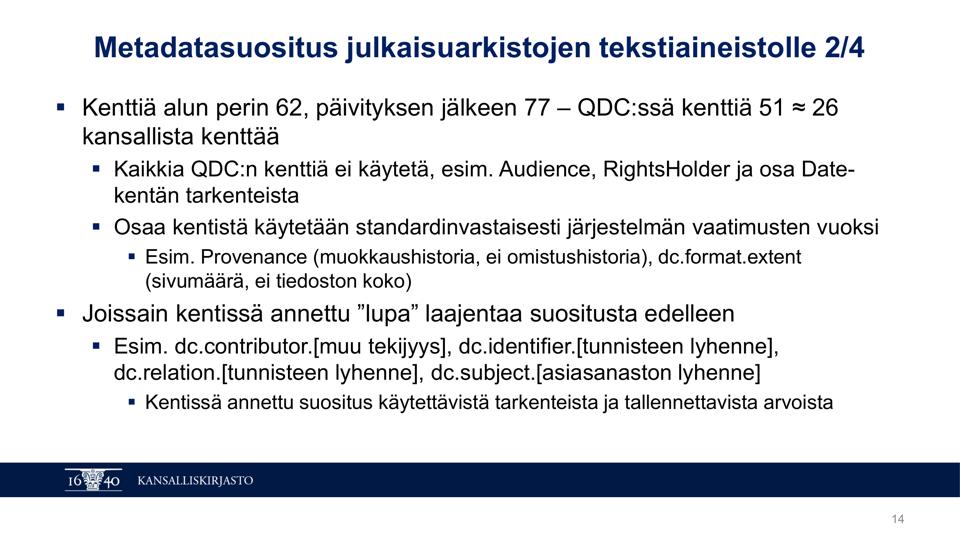 Metadatasuositus julkaisuarkistojen tekstiaineistolle 2/4
▪ Kenttiä alun perin 62, päivityksen jälkeen 77 – QDC:ssä kenttiä 51 ≈ 26
kansallista kenttää
▪ Kaikkia QDC:n kenttiä ei käytetä, esim. Audience, RightsHolder ja osa Date-
kentän tarkenteista
▪ Osaa kentistä käytetään standardinvastaisesti järjestelmän vaatimusten vuoksi
▪ Esim. Provenance (muokkaushistoria, ei omistushistoria), dc.format.extent
(sivumäärä, ei tiedoston koko)
▪ Joissain kentissä annettu ”lupa” laajentaa suositusta edelleen
▪ Esim. dc.contributor.[muu tekijyys], dc.identifier.[tunnisteen lyhenne],
dc.relation.[tunnisteen lyhenne], dc.subject.[asiasanaston lyhenne]
▪ Kentissä annettu suositus käytettävistä tarkenteista ja tallennettavista arvoista
16 40 KANSALLISKIRJASTO
14